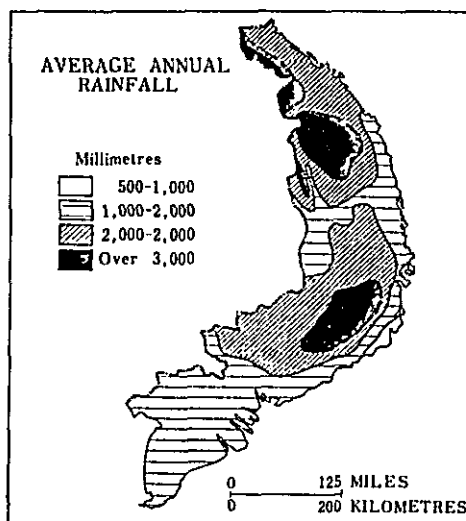 AVERAGE ANNUAL
RAINFALL
Millimetres
500-1,000
1,000-2,000
2,000-2,000
Over 3,000
0 125 MILES
0 200 KILOMETRES